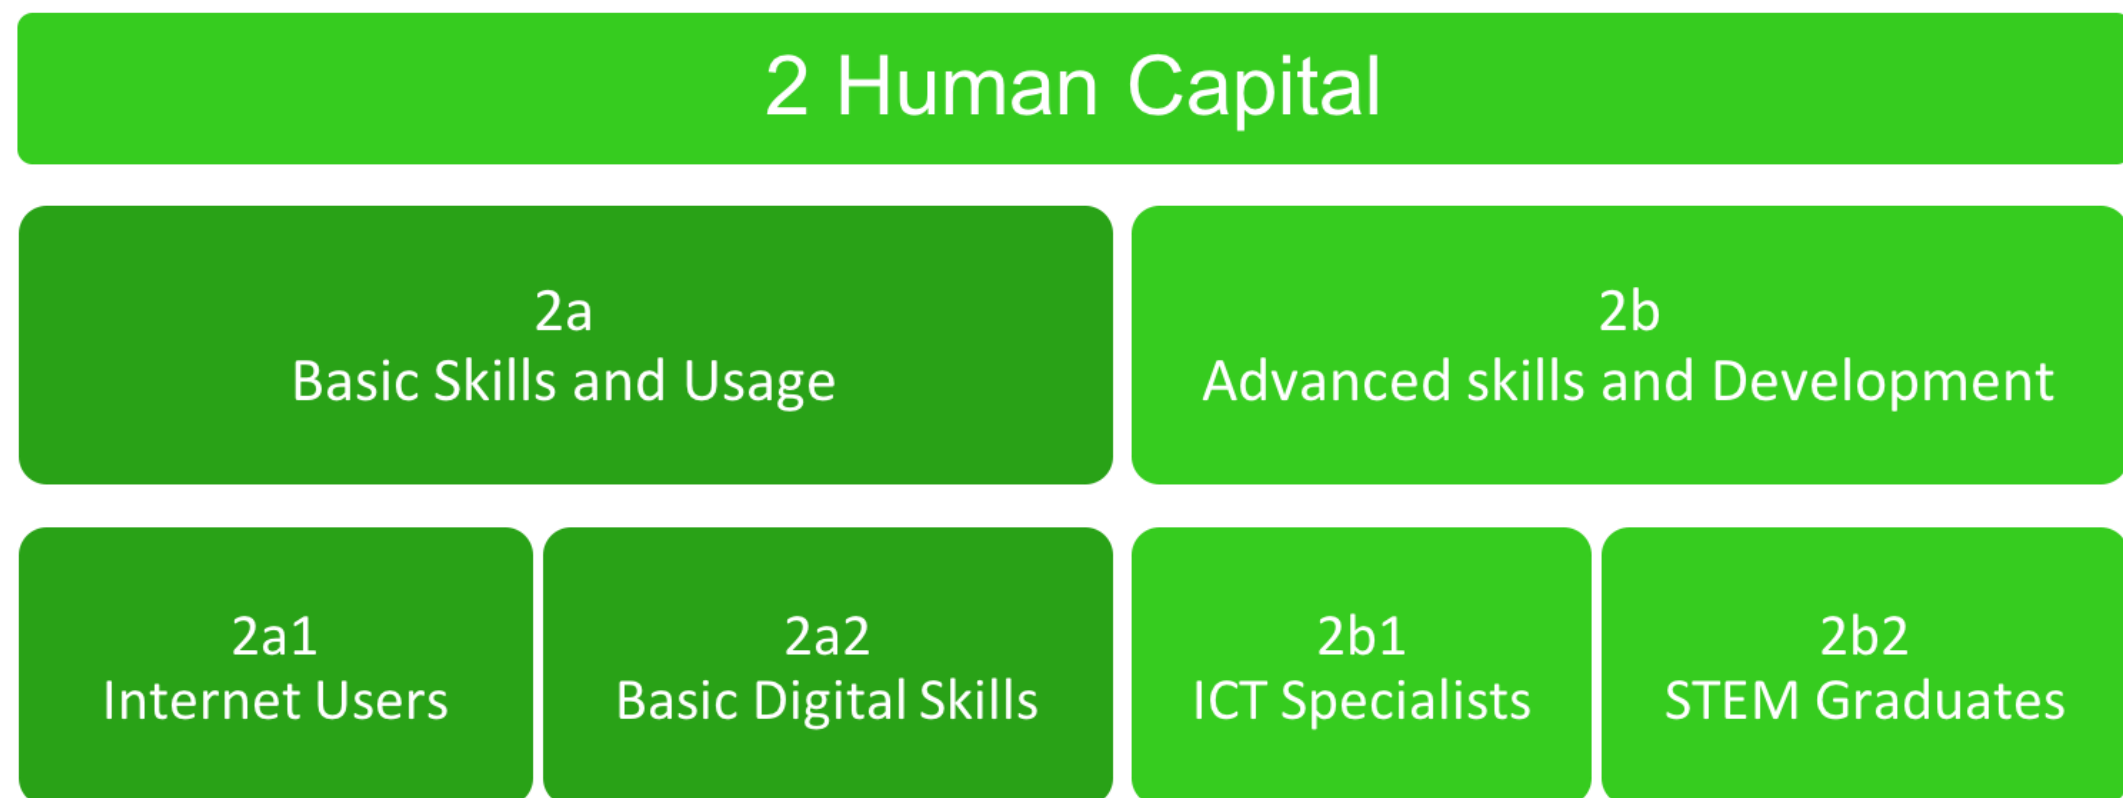 2 Human Capital
2a
Basic Skills and Usage
2b
Advanced skills and Development
2a1
Internet Users
2a2
Basic Digital Skills
2b1
ICT Specialists
2b2
STEM Graduates